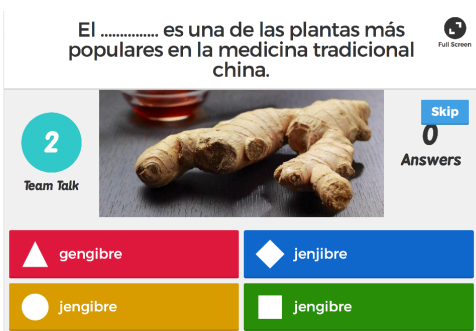 El ............... es una de las plantas más
populares en la medicina tradicional
china.
Full Screen
Skip
2
Team Talk
0
Answers
gengibre
jenjibre
jengibre
jengibre